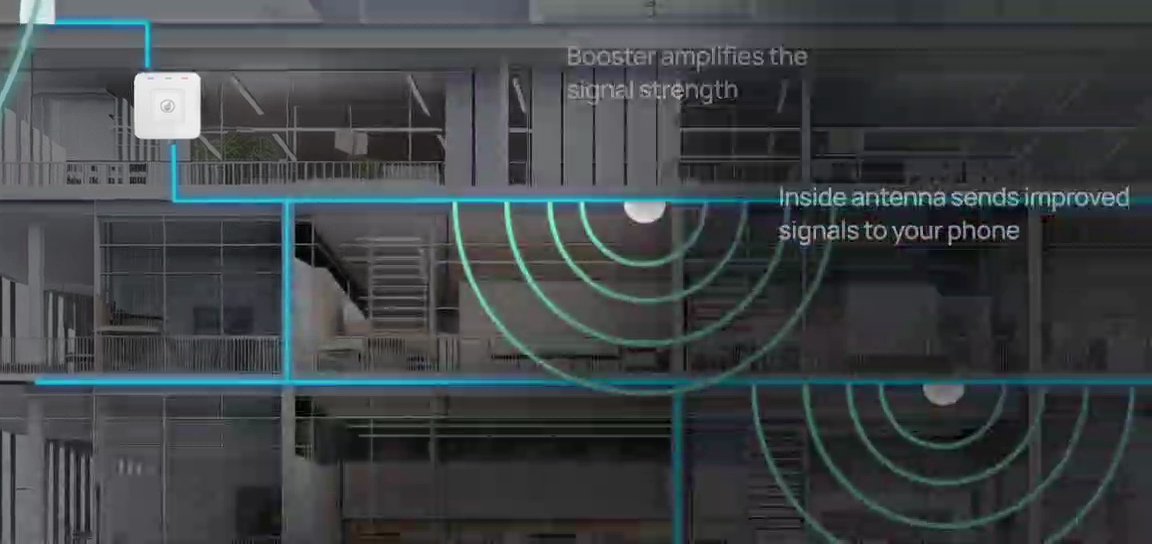 Booster amplifies the
signal strength
Inside antenna sends improved
signals to your phone